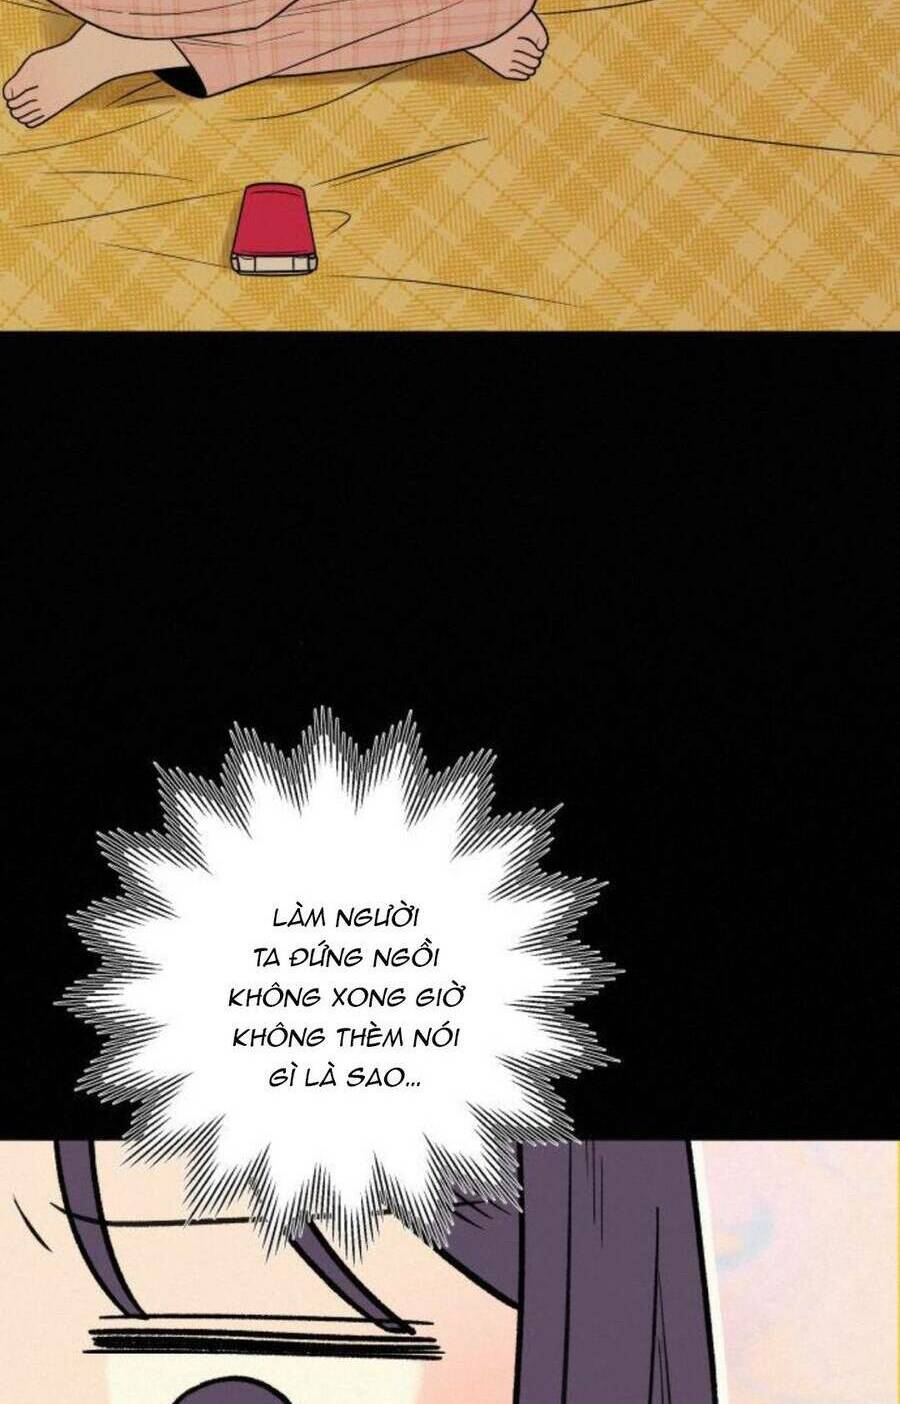 LÀM NGƯỜI
TA ĐỨNG NGỒI
KHÔNG XONG GIỜ
KHÔNG THÈM NÓI
GÌ LÀ SAO...